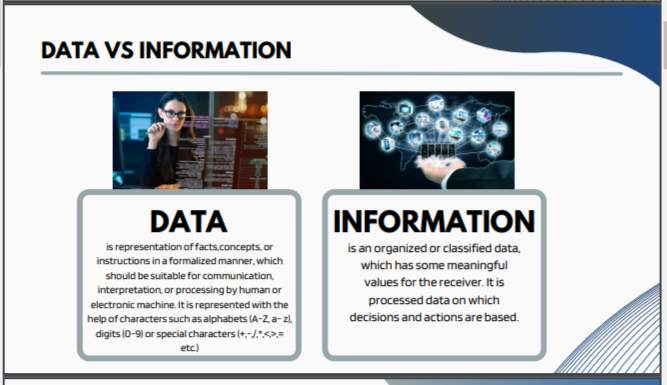 DATA VS INFORMATION
DATA
is representation of facts,concepts, or
instructions in a formalized manner, which
should be suitable for communication,
interpretation, or processing by human or
electronic machine. It is represented with the
help of characters such as alphabets (A-Z, a- z),
digits (0-9) or special characters (+,-,/,*,<,>,=
etc.)
INFORMATION
is an organized or classified data,
which has some meaningful
values for the receiver. It is
processed data on which
decisions and actions are based.